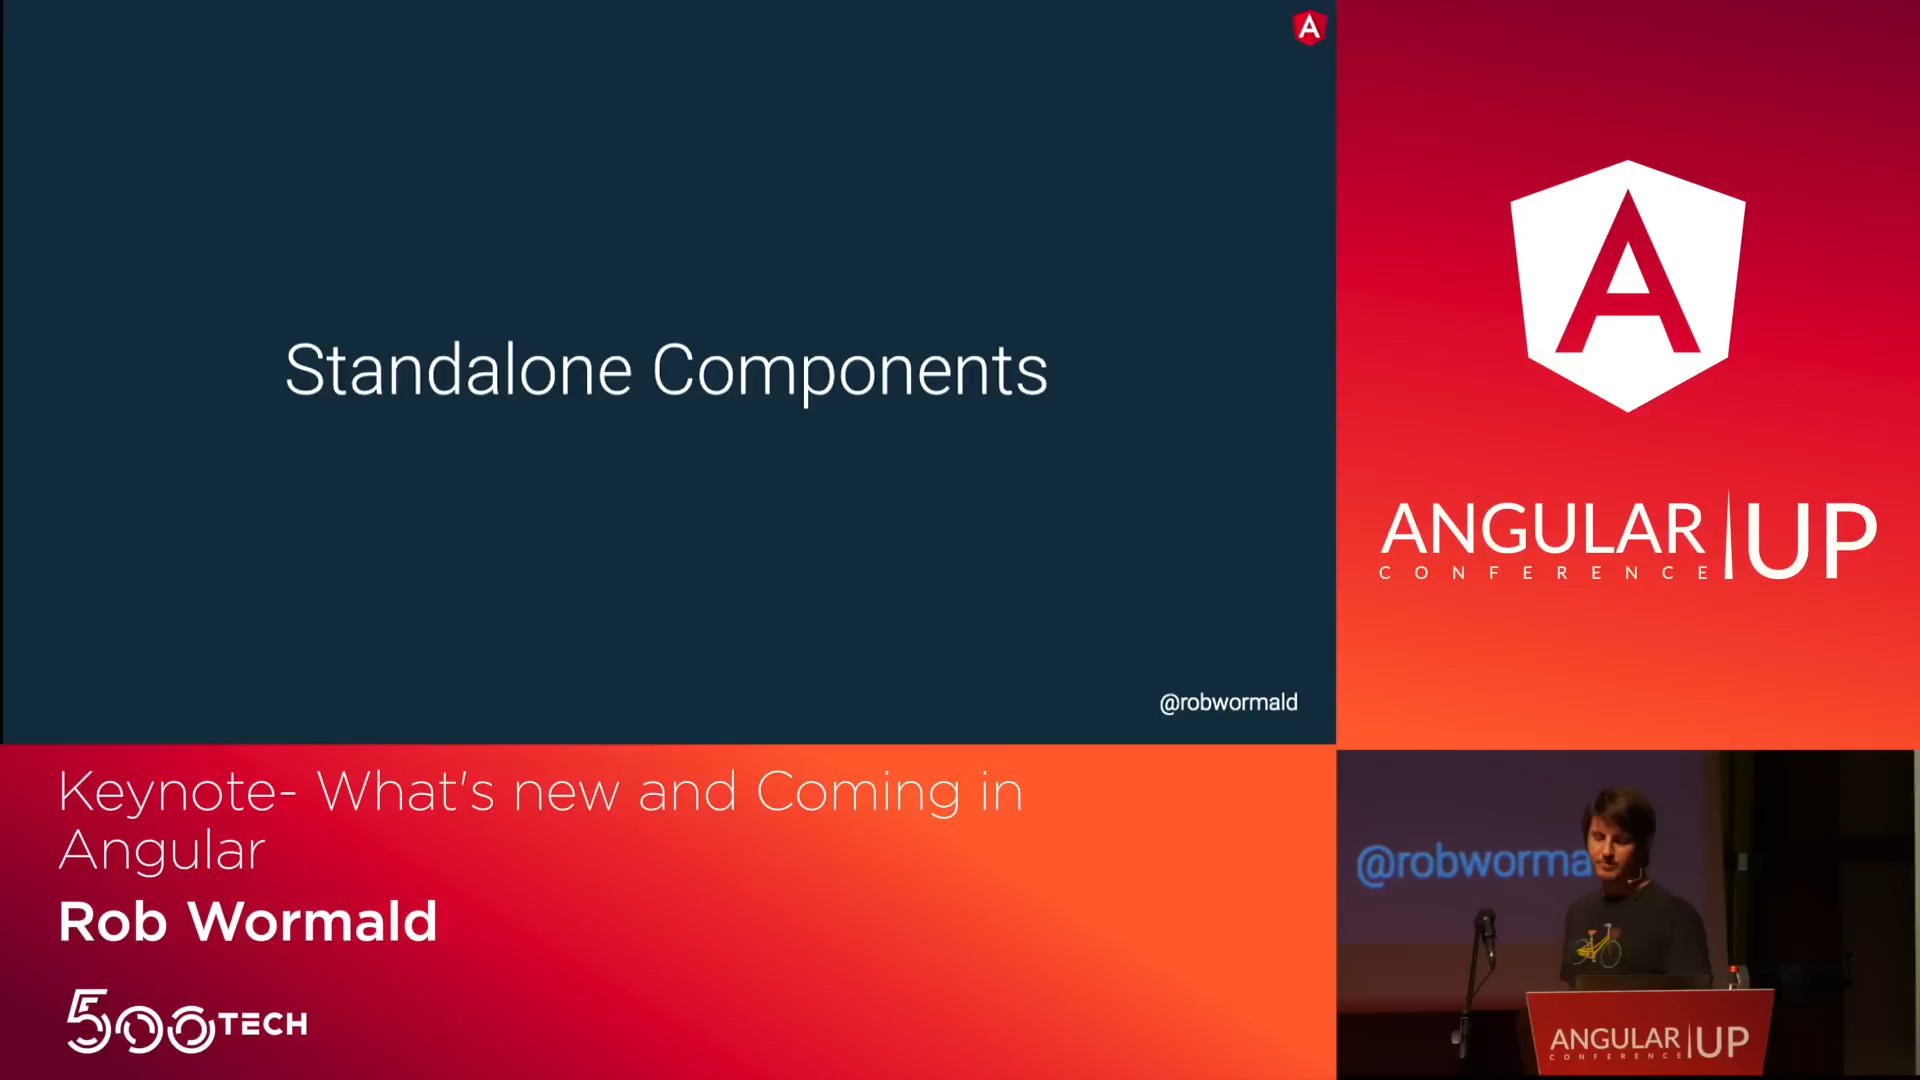 Standalone Components
@robwormald
ANGULAR UP
CONFERENCE
Keynote- What's new and Coming in
Angular
Rob Wormald
500TECH
@robworma
ANGULAR UP
CONFERENCE